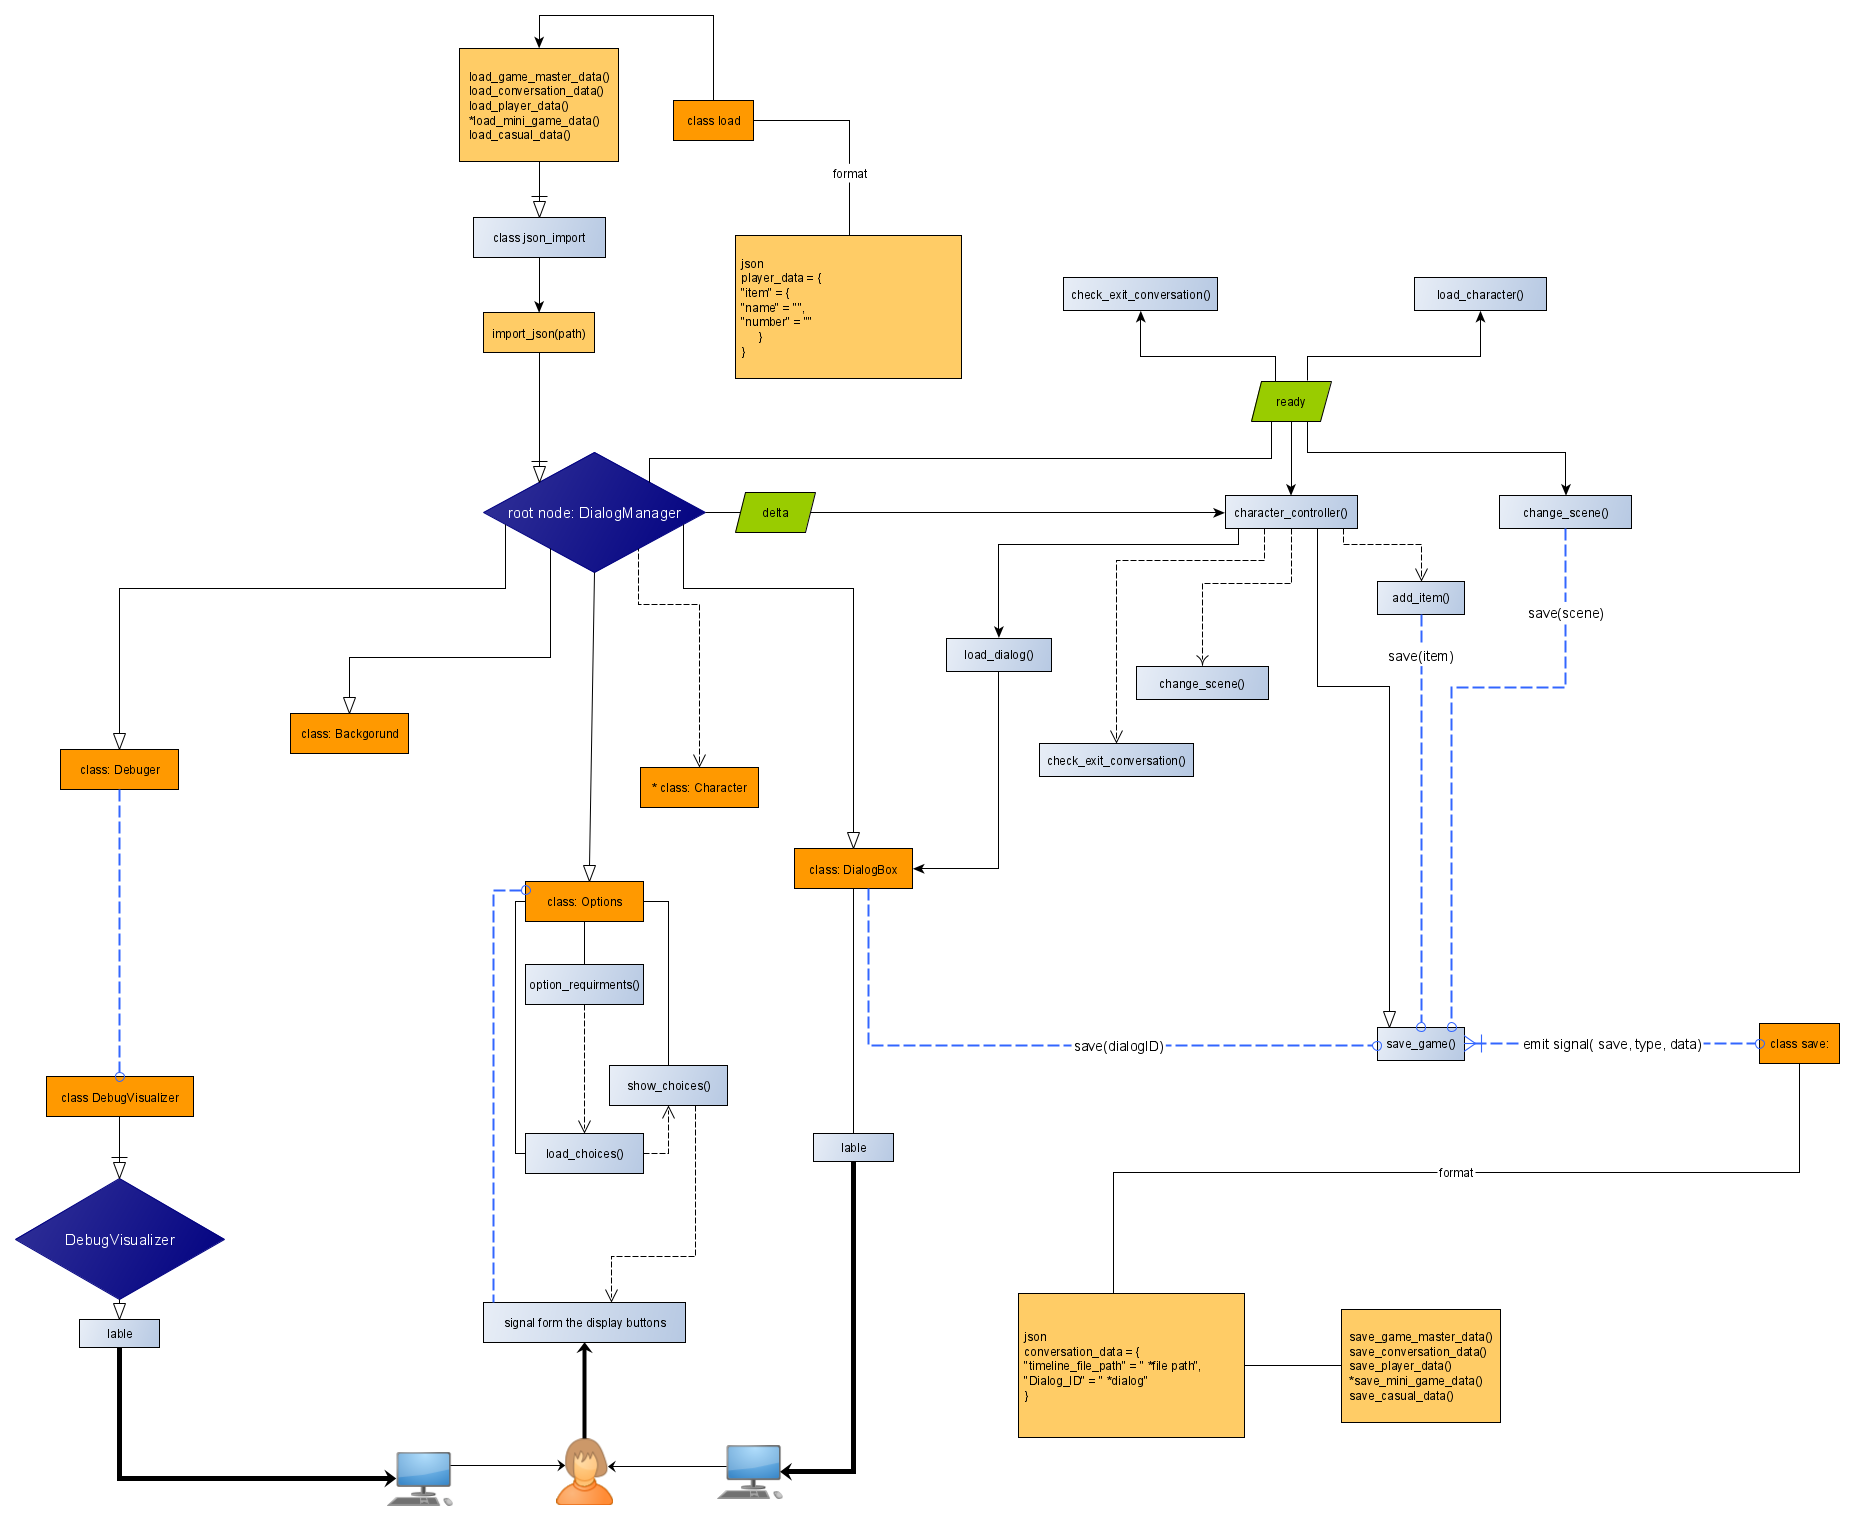 load_game_master_data()
load_conversation_data()
load_player_data()
*load_mini_game_data()
load_casual_data()
class load
format
class json_import
json
player_data = {
"item" = {
"name" = "",
"number" = ""
}
}
import_json(path)
check_exit_conversation()
load_character()
ready
root node: DialogManager
delta
character_controller()
change_scene()
add_item()
save(scene)
load_dialog()
save(item)
change_scene()
class: Backgorund
check_exit_conversation()
class: Debuger
* class: Character
class: DialogBox
class: Options
option_requirments()
save(dialogID)
save_game()
emit signal( save, type, data)
class save:
show_choices()
class DebugVisualizer
load_choices()
lable
format
DebugVisualizer
signal form the display buttons
lable
json
conversation_data = {
"timeline_file_path" = " *file path",
"Dialog_ID" = " *dialog"
}
save_game_master_data()
save_conversation_data()
save_player_data()
*save_mini_game_data()
save_casual_data()